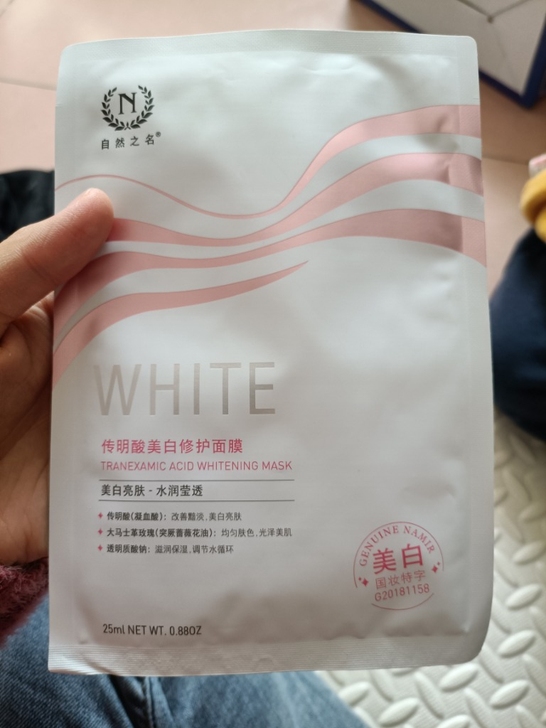 N
自然之名®
WHITE
传明酸美白修护面膜
TRANEXAMIC ACID WHITENING MASK
美白亮肤 - 水润莹透
传明酸(凝血酸): 改善黯淡,美白亮肤
大马士革玫瑰(突厥蔷薇花油): 均匀肤色,光泽美肌
透明质酸钠: 滋润保湿,调节水循环
GENUINE NAMIR
美白
国妆特字
G20181158
25ml NET WT. 0.88OZ